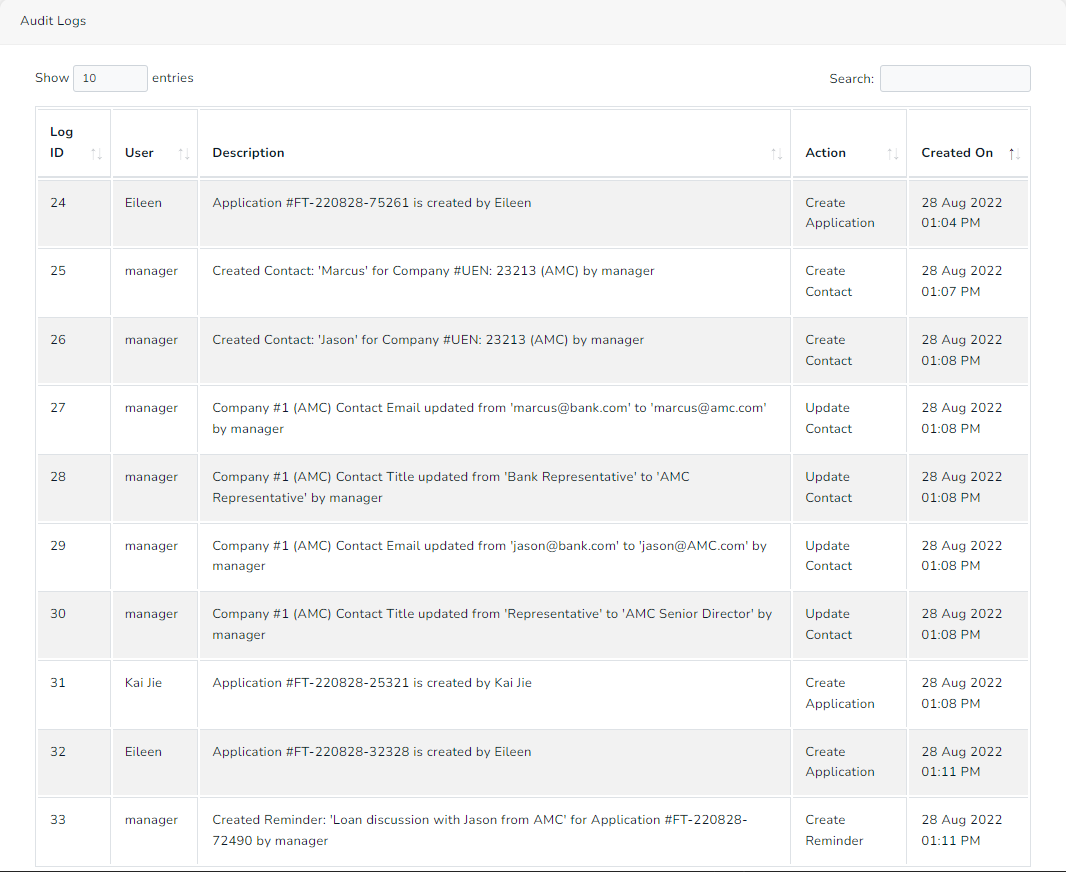 Audit Logs
Show 10 entries
Search:
Log
ID User Description Action Created On
24 Eileen Application #FT-220828-75261 is created by Eileen Create 28 Aug 2022
Application 01:04 PM
25 manager Created Contact: 'Marcus' for Company #UEN: 23213 (AMC) by manager Create 28 Aug 2022
Contact 01:07 PM
26 manager Created Contact: 'Jason' for Company #UEN: 23213 (AMC) by manager Create 28 Aug 2022
Contact 01:08 PM
27 manager Company #1 (AMC) Contact Email updated from 'marcus@bank.com' to 'marcus@amc.com' Update 28 Aug 2022
by manager Contact 01:08 PM
28 manager Company #1 (AMC) Contact Title updated from 'Bank Representative' to 'AMC Update 28 Aug 2022
Representative' by manager Contact 01:08 PM
29 manager Company #1 (AMC) Contact Email updated from 'jason@bank.com' to 'jason@AMC.com' by Update 28 Aug 2022
manager Contact 01:08 PM
30 manager Company #1 (AMC) Contact Title updated from 'Representative' to 'AMC Senior Director' by Update 28 Aug 2022
manager Contact 01:08 PM
31 Kai Jie Application #FT-220828-25321 is created by Kai Jie Create 28 Aug 2022
Application 01:08 PM
32 Eileen Application #FT-220828-32328 is created by Eileen Create 28 Aug 2022
Application 01:11 PM
33 manager Created Reminder: 'Loan discussion with Jason from AMC' for Application #FT-220828- Create 28 Aug 2022
72490 by manager Reminder 01:11 PM